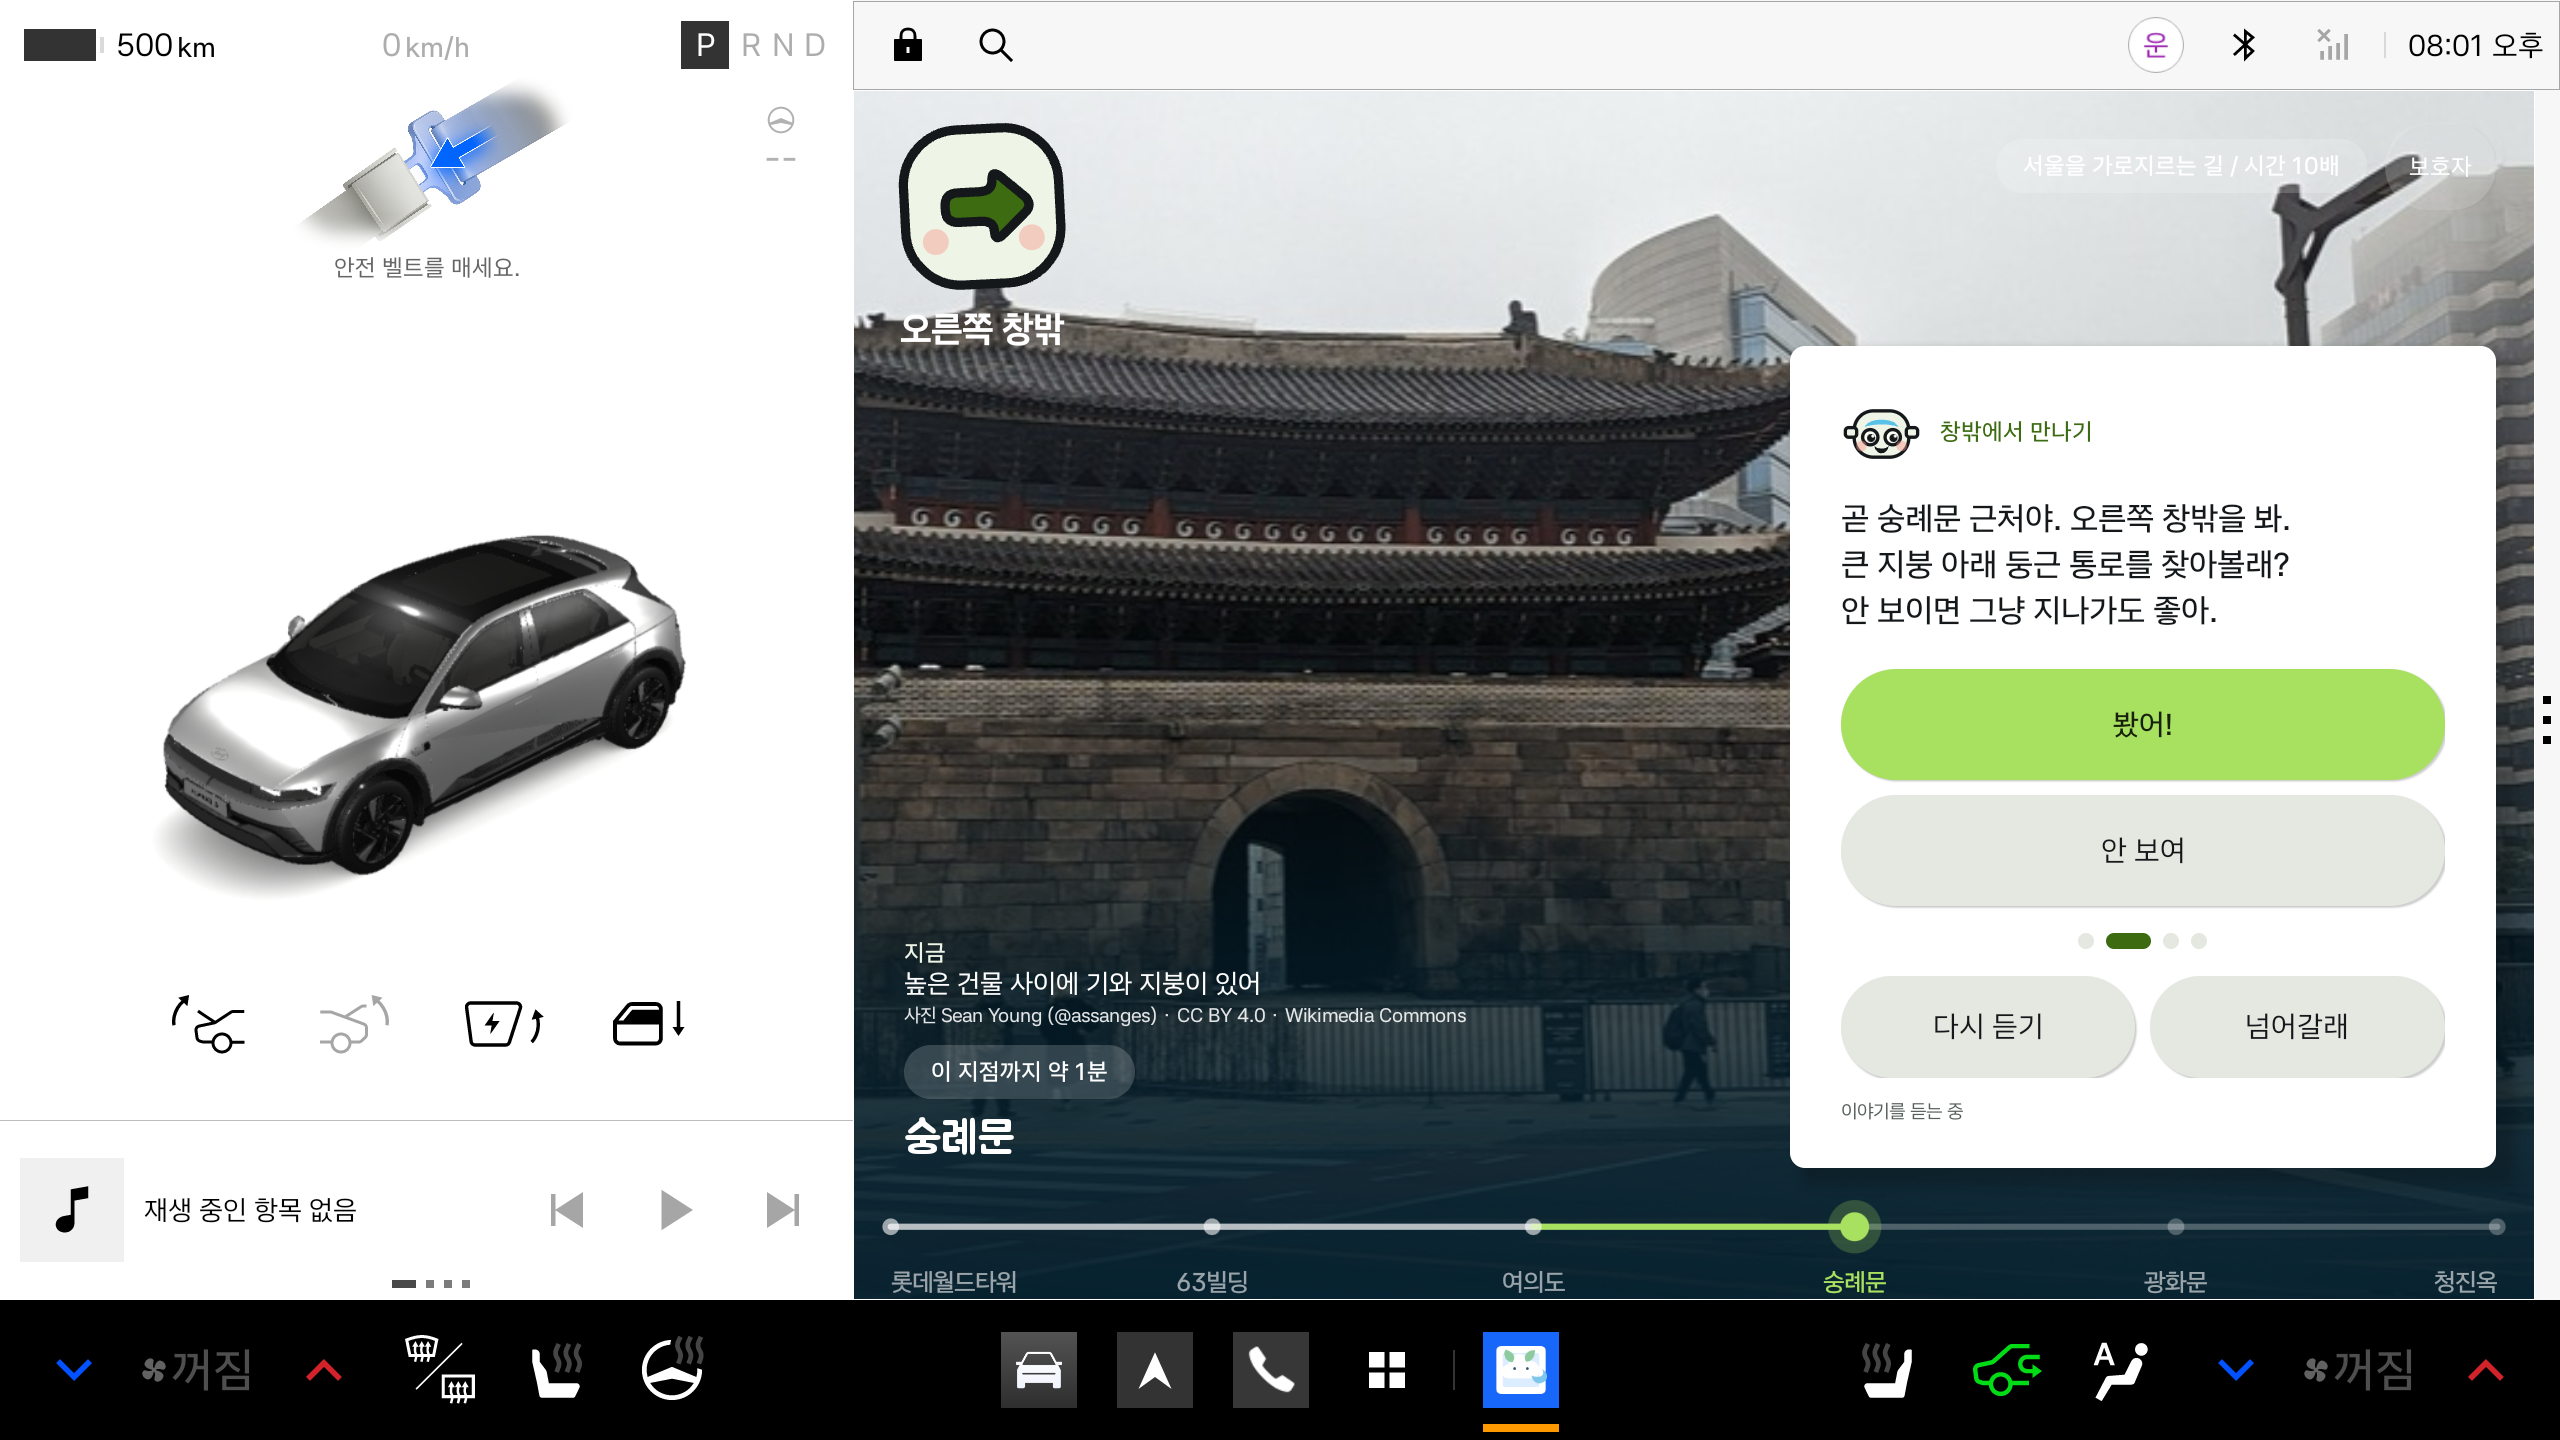 500 km
0 km/h
P R N D
안전 벨트를 매세요.
재생 중인 항목 없음
운
08:01 오후
서울을 가로지르는 길 / 시간 10배
보호자
오른쪽 창밖
창밖에서 만나기
곧 숭례문 근처야. 오른쪽 창밖을 봐.
큰 지붕 아래 둥근 통로를 찾아볼래?
안 보이면 그냥 지나가도 좋아.
봤어!
안 보여
다시 듣기
넘어갈래
이야기를 듣는 중
지금
높은 건물 사이에 기와 지붕이 있어
사진 Sean Young (@assanges) · CC BY 4.0 · Wikimedia Commons
이 지점까지 약 1분
숭례문
롯데월드타워
63빌딩
여의도
숭례문
광화문
청진옥
꺼짐
A
꺼짐